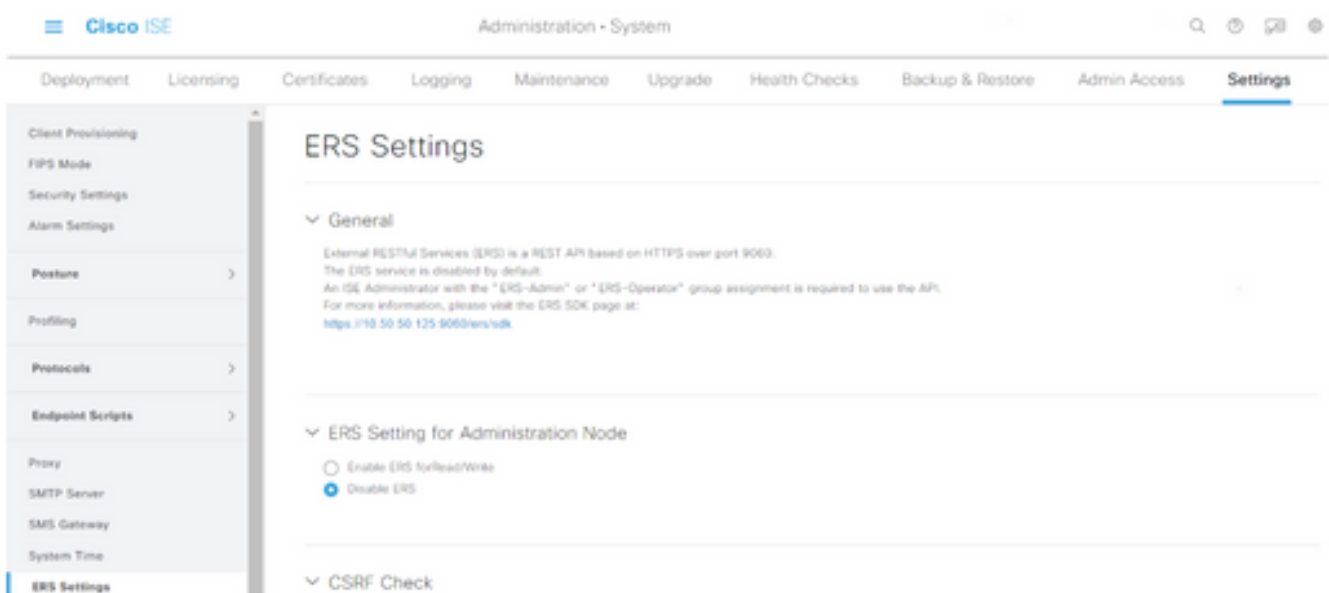 Cisco ISE
Administration · System
Deployment Licensing Certificates Logging Maintenance Upgrade Health Checks Backup & Restore Admin Access Settings
Client Provisioning
FIPS Mode
Security Settings
Alarm Settings
Posture
Profiling
Protocols
Endpoint Scripts
Proxy
SMTP Server
SMS Gateway
System Time
ERS Settings
ERS Settings
General
External RESTful Services (ERS) is a REST API based on HTTPS over port 9060.
The ERS service is disabled by default.
An ISE Administrator with the "ERS-Admin" or "ERS-Operator" group assignment is required to use the API.
For more information, please visit the ERS SDK page at:
https://10.50.50.125:9060/ers/sdk
ERS Setting for Administration Node
Enable ERS forRead/Write
Disable ERS
CSRF Check